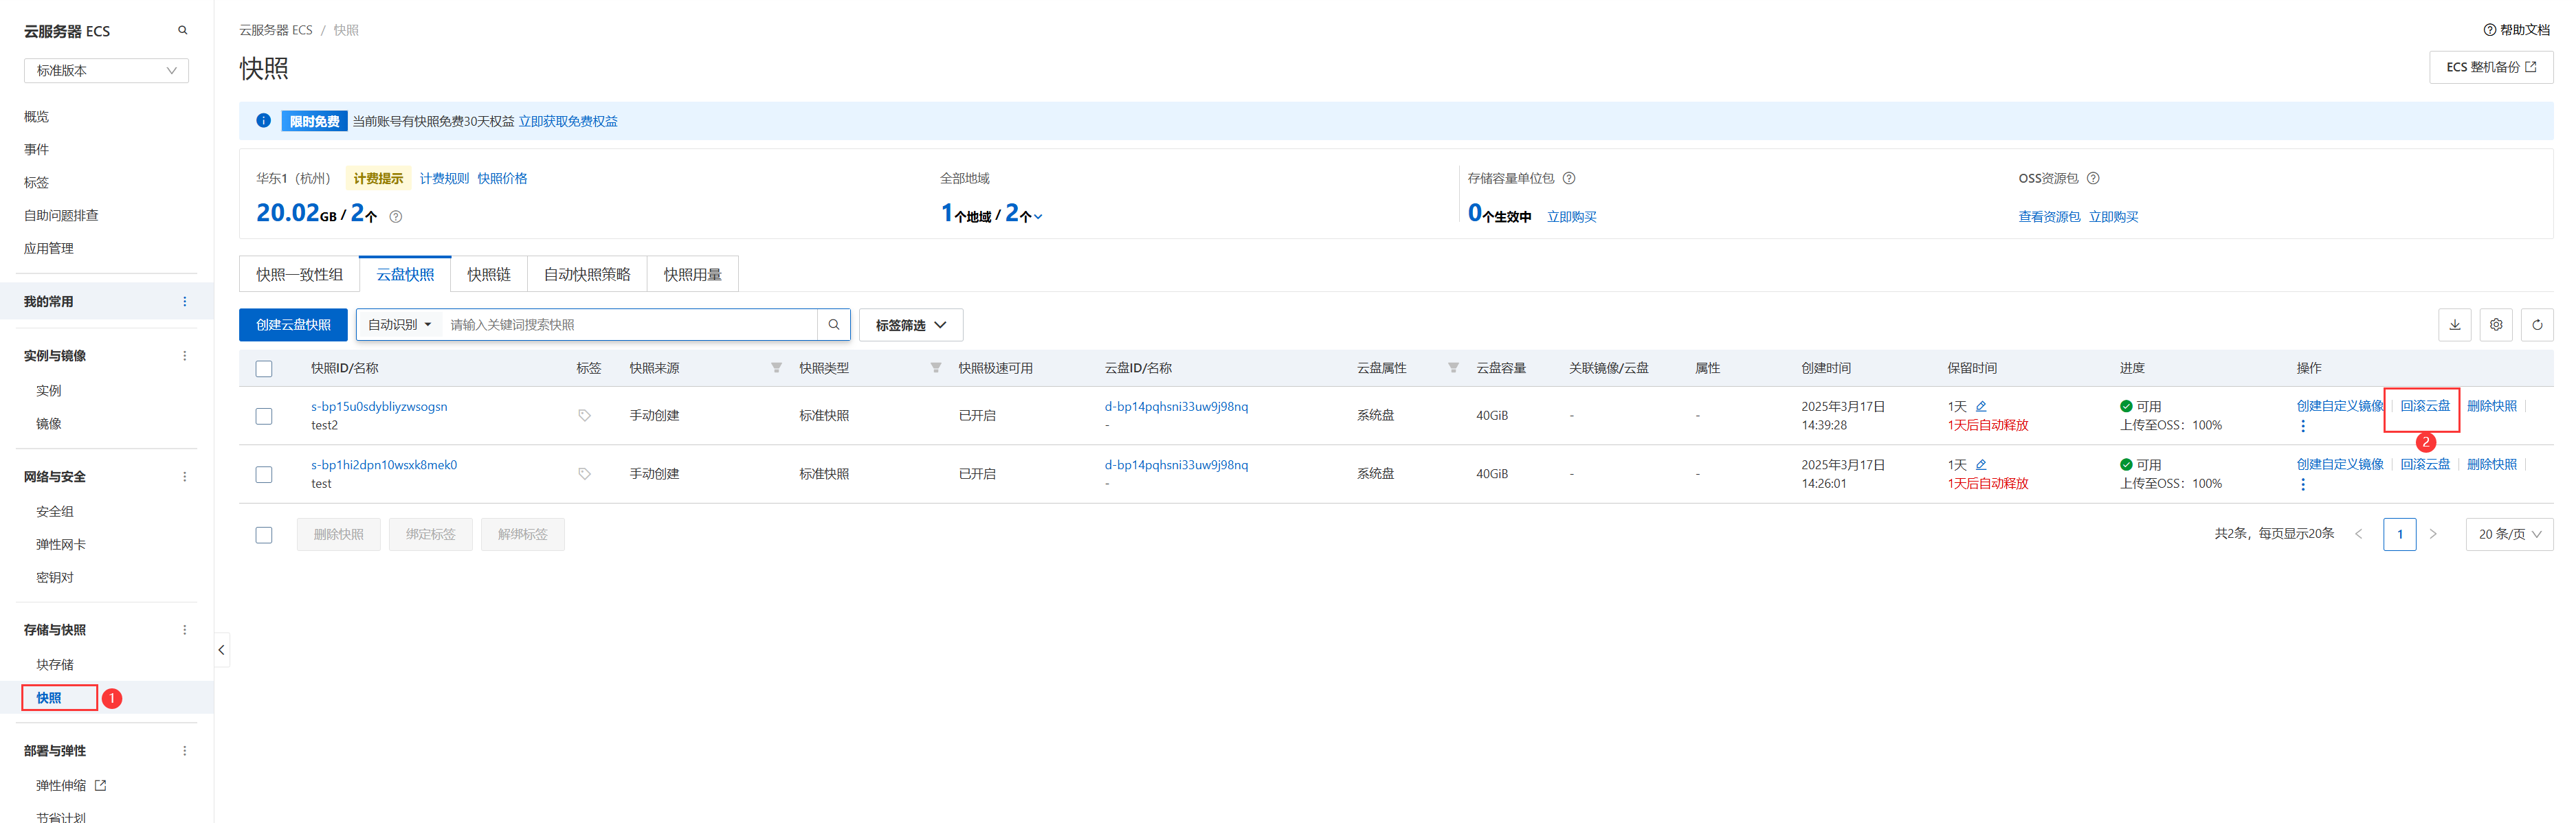 云服务器 ECS
标准版本
概览
事件
标签
自助问题排查
应用管理
我的常用
实例与镜像
实例
镜像
网络与安全
安全组
弹性网卡
密钥对
存储与快照
块存储
快照
1
部署与弹性
弹性伸缩
节省计划
云服务器 ECS / 快照
帮助文档
快照
ECS 整机备份
限时免费 当前账号有快照免费30天权益 立即获取免费权益
华东1（杭州） 计费提示 计费规则 快照价格
20.02GB / 2个
全部地域
1个地域 / 2个
存储容量单位包
0个生效中 立即购买
OSS资源包
查看资源包 立即购买
快照一致性组 云盘快照 快照链 自动快照策略 快照用量
创建云盘快照 自动识别 请输入关键词搜索快照 标签筛选
快照ID/名称 标签 快照来源 快照类型 快照极速可用 云盘ID/名称 云盘属性 云盘容量 关联镜像/云盘 属性 创建时间 保留时间 进度 操作
s-bp15u0sdybliyzwsogsn 手动创建 标准快照 已开启 d-bp14pqhsni33uw9j98nq 系统盘 40GiB - - 2025年3月17日 1天 可用 创建自定义镜像 回滚云盘 删除快照
test2 - 14:39:28 1天后自动释放 上传至OSS：100%
2
s-bp1hi2dpn10wsxk8mek0 手动创建 标准快照 已开启 d-bp14pqhsni33uw9j98nq 系统盘 40GiB - - 2025年3月17日 1天 可用 创建自定义镜像 回滚云盘 删除快照
test - 14:26:01 1天后自动释放 上传至OSS：100%
删除快照 绑定标签 解绑标签
共2条，每页显示20条 < 1 > 20 条/页